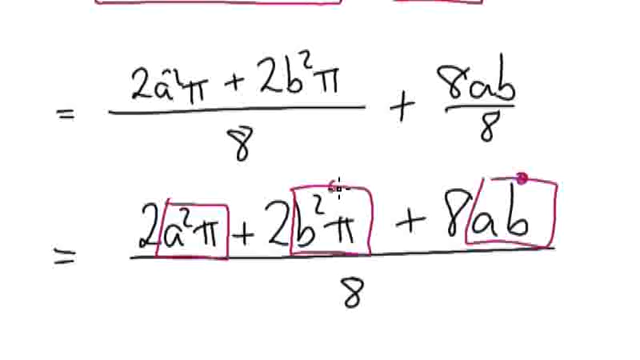 = (2a²π + 2b²π)/8 + 8ab/8
= (2a²π + 2b²π + 8ab)/8